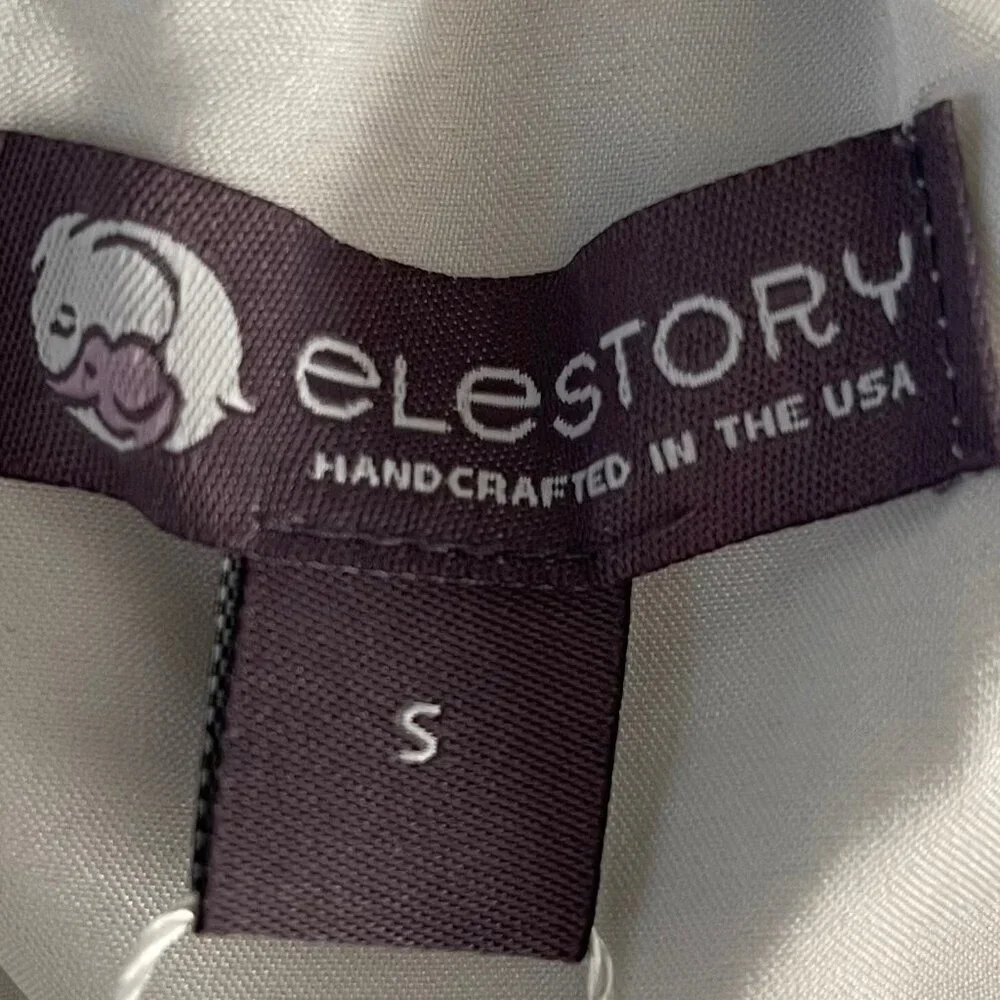 eLeSTORY
HANDCRAFTED IN THE USA
S